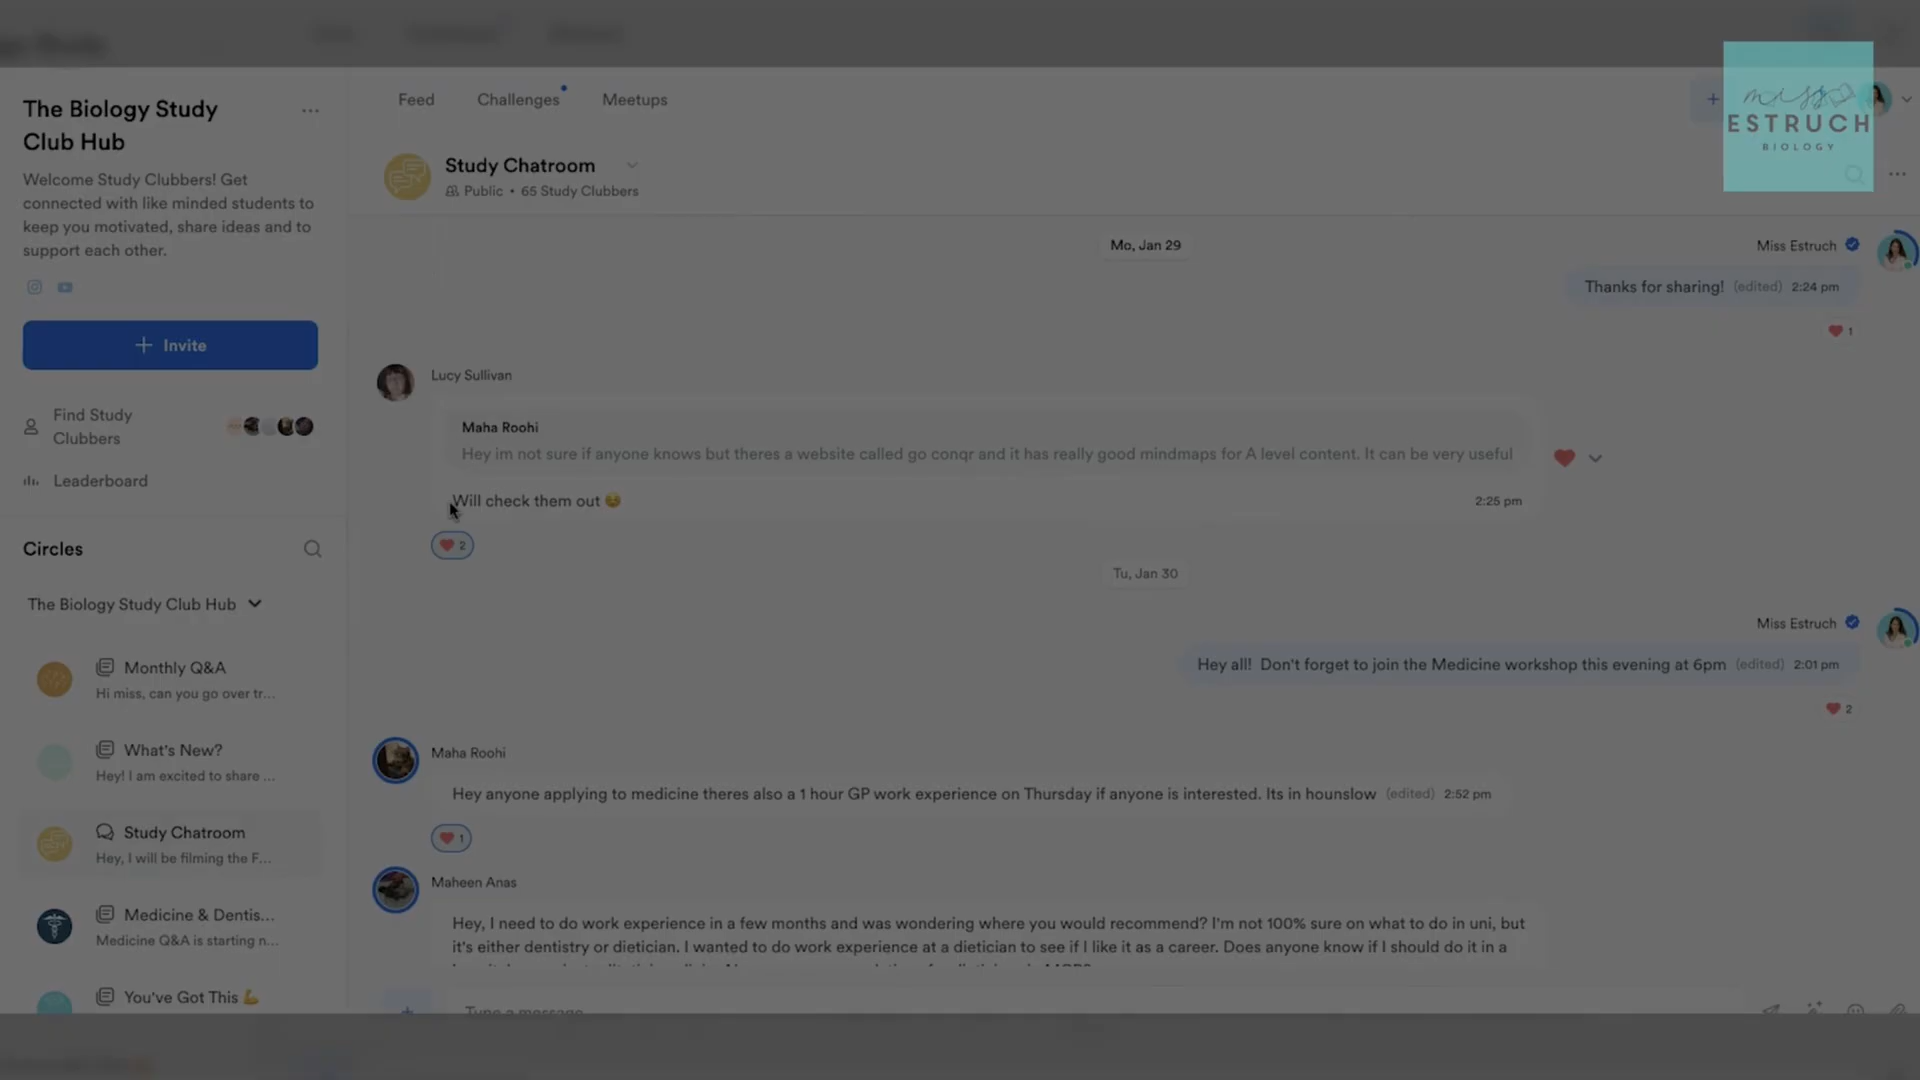 The Biology Study
Club Hub
Welcome Study Clubbers! Get
connected with like minded students to
keep you motivated, share ideas and to
support each other.
Invite
Find Study
Clubbers
Leaderboard
Circles
The Biology Study Club Hub
Monthly Q&A
Hi miss, can you go over tr...
What's New?
Hey! I am excited to share ...
Study Chatroom
Hey, I will be filming the F...
Medicine & Dentis...
Medicine Q&A is starting n...
You've Got This 💪
Feed Challenges Meetups
miss
ESTRUCH
BIOLOGY
Study Chatroom
Public • 65 Study Clubbers
Mo, Jan 29
Miss Estruch
Thanks for sharing! (edited) 2:24 pm
1
Lucy Sullivan
Maha Roohi
Hey im not sure if anyone knows but theres a website called go conqr and it has really good mindmaps for A level content. It can be very useful
Will check them out 😊 2:25 pm
2
Tu, Jan 30
Miss Estruch
Hey all! Don't forget to join the Medicine workshop this evening at 6pm (edited) 2:01 pm
2
Maha Roohi
Hey anyone applying to medicine theres also a 1 hour GP work experience on Thursday if anyone is interested. Its in hounslow (edited) 2:52 pm
1
Maheen Anas
Hey, I need to do work experience in a few months and was wondering where you would recommend? I'm not 100% sure on what to do in uni, but
it's either dentistry or dietician. I wanted to do work experience at a dietician to see if I like it as a career. Does anyone know if I should do it in a
Type a message